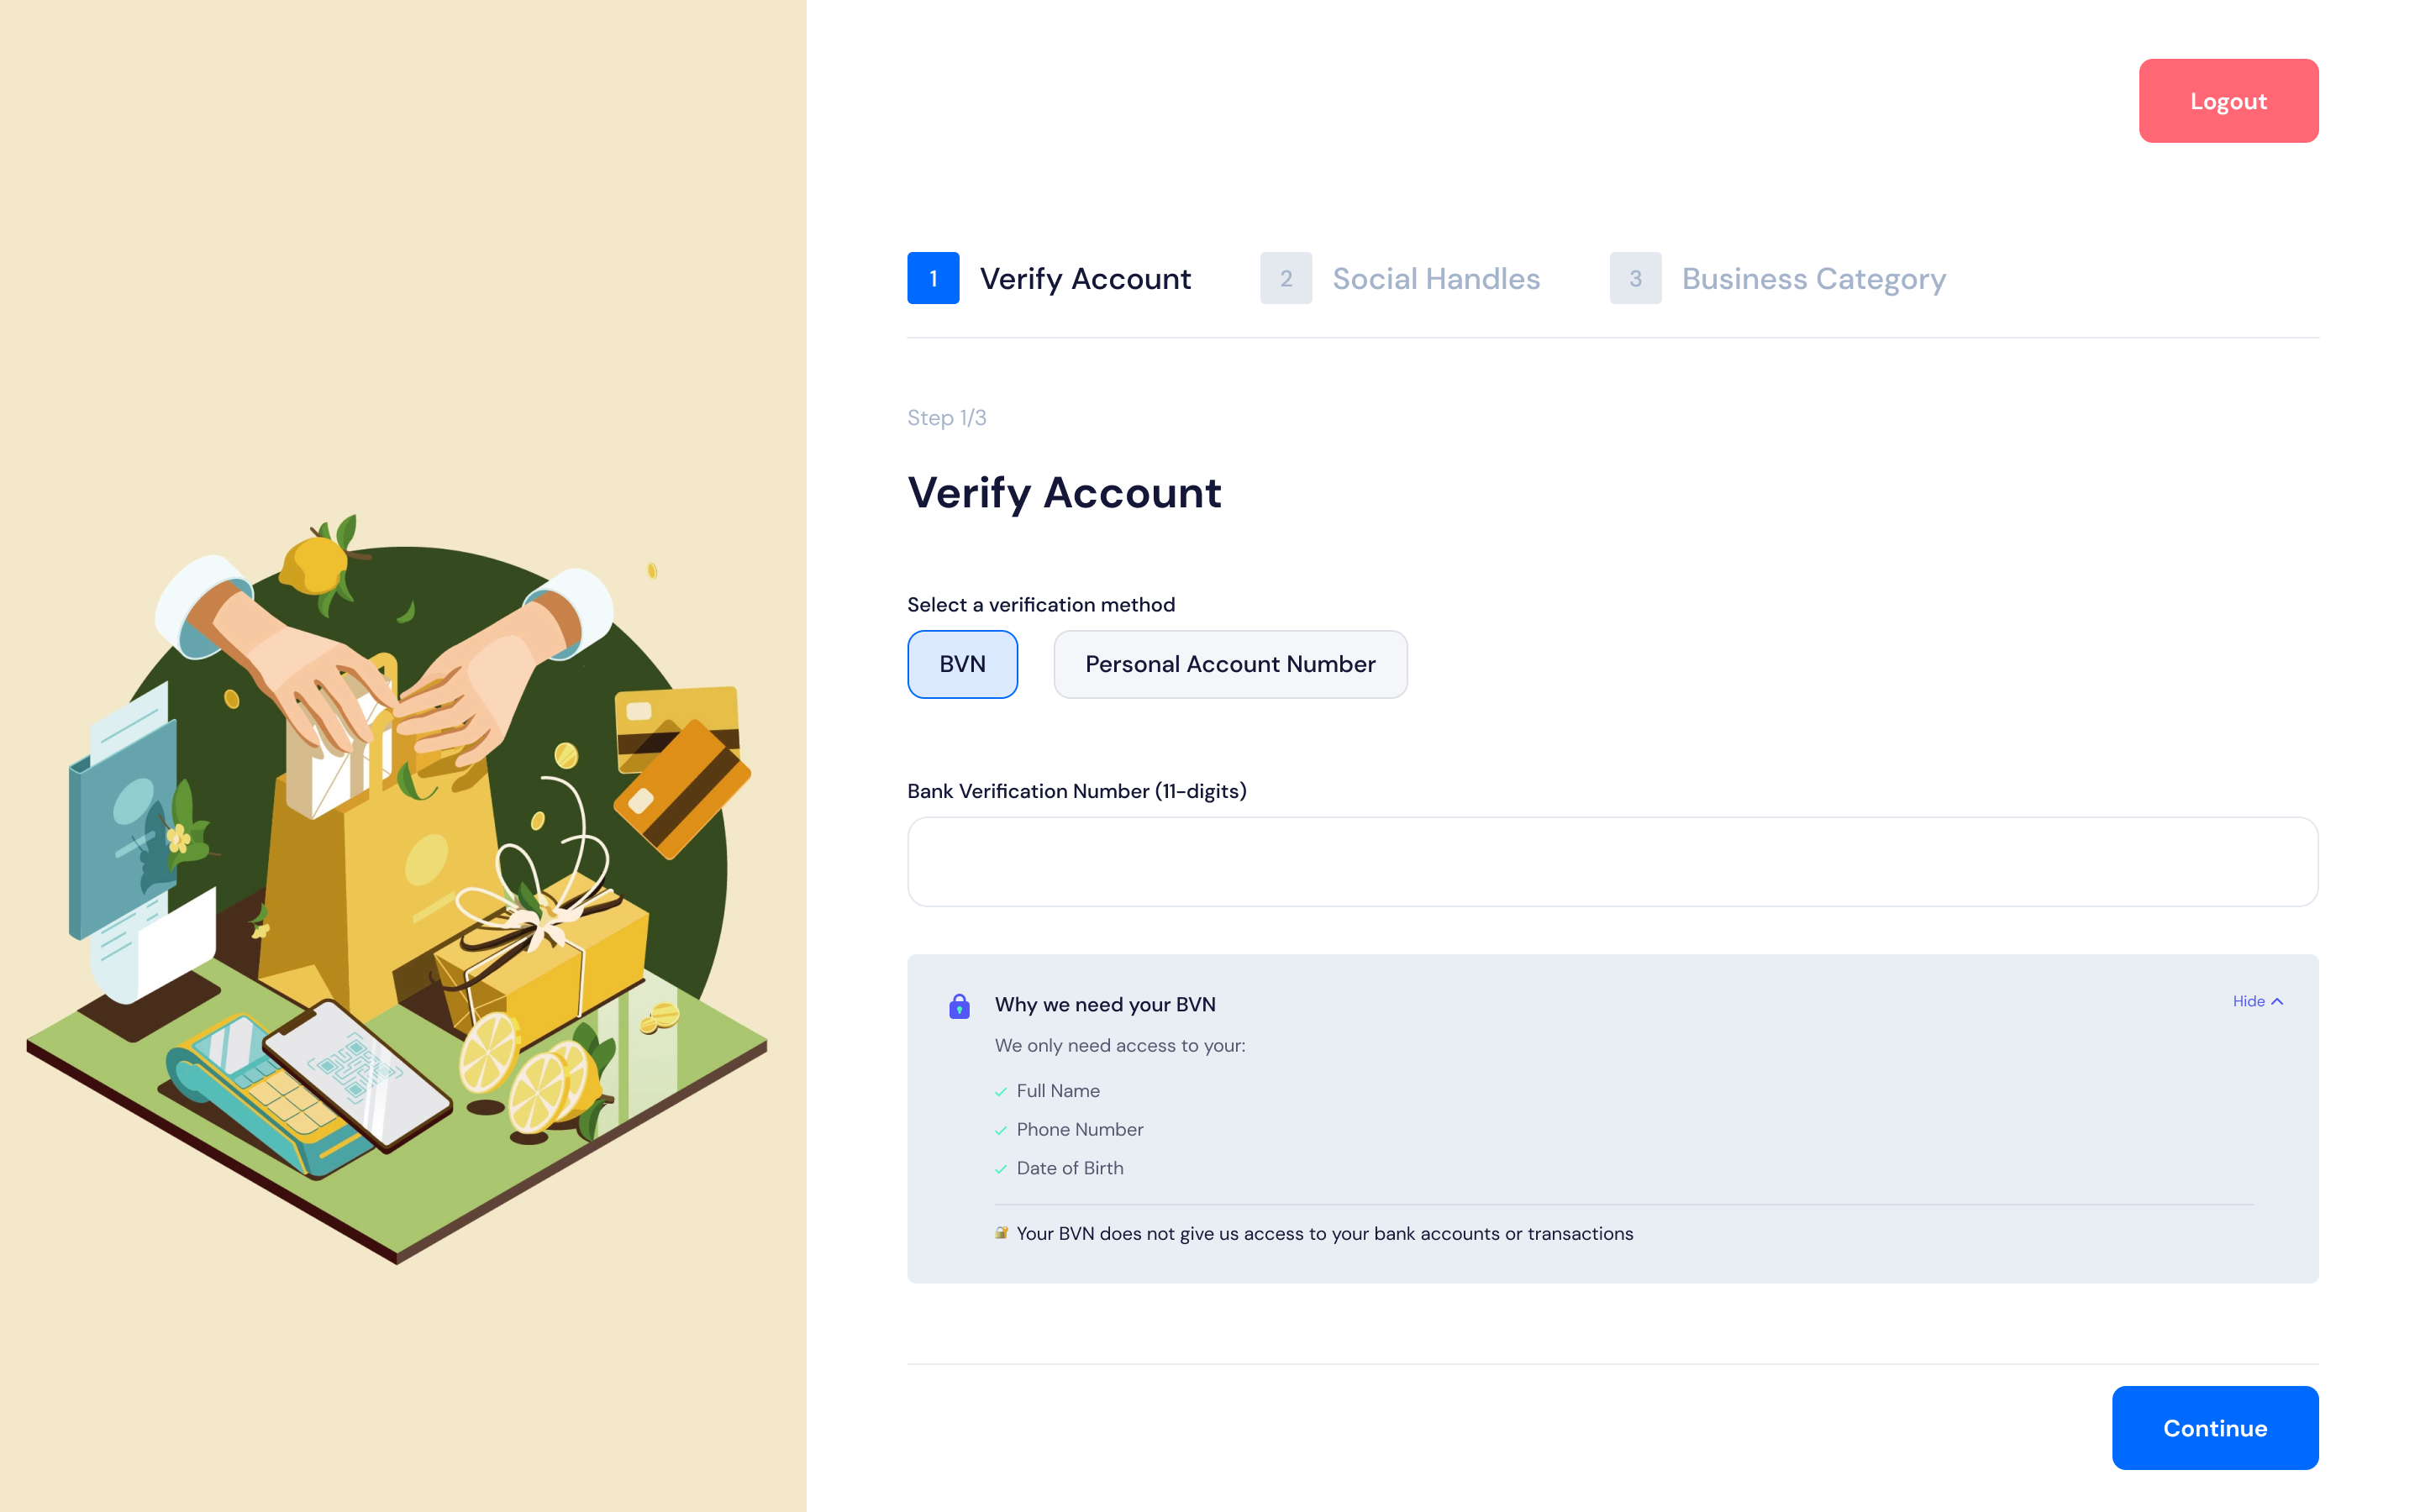 Logout
1 Verify Account 2 Social Handles 3 Business Category
Step 1/3
Verify Account
Select a verification method
BVN Personal Account Number
Bank Verification Number (11-digits)
Why we need your BVN Hide
We only need access to your:
Full Name
Phone Number
Date of Birth
🔐 Your BVN does not give us access to your bank accounts or transactions
Continue